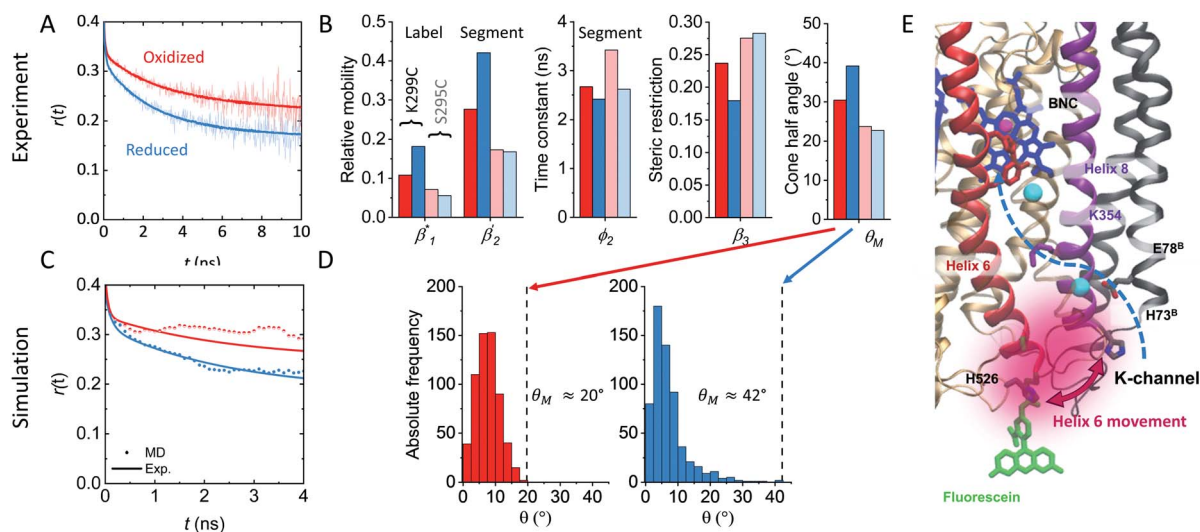 Experiment
A
0.4
0.3
0.2
0.1
0.0
r(t)
Oxidized
Reduced
0 2 4 6 8 10
t (ns)
B
Relative mobility
0.5
0.4
0.3
0.2
0.1
0.0
Label Segment
} K299C
} S295C
β*1 β'2
Time constant (ns)
4
3
2
1
0
Segment
ϕ2
Steric restriction
0.30
0.25
0.20
0.15
0.10
0.05
0.00
β3
Cone half angle (°)
50
40
30
20
10
0
θM
Simulation
C
0.4
0.3
0.2
0.1
0.0
r(t)
MD
Exp.
0 1 2 3 4
t (ns)
D
Absolute frequency
200
150
100
50
0
θM ≈ 20°
0 10 20 30 40
θ (°)
200
150
100
50
0
θM ≈ 42°
0 10 20 30 40
θ (°)
E
BNC
Helix 8
K354
E78B
Helix 6
H73B
H526
K-channel
Helix 6 movement
Fluorescein